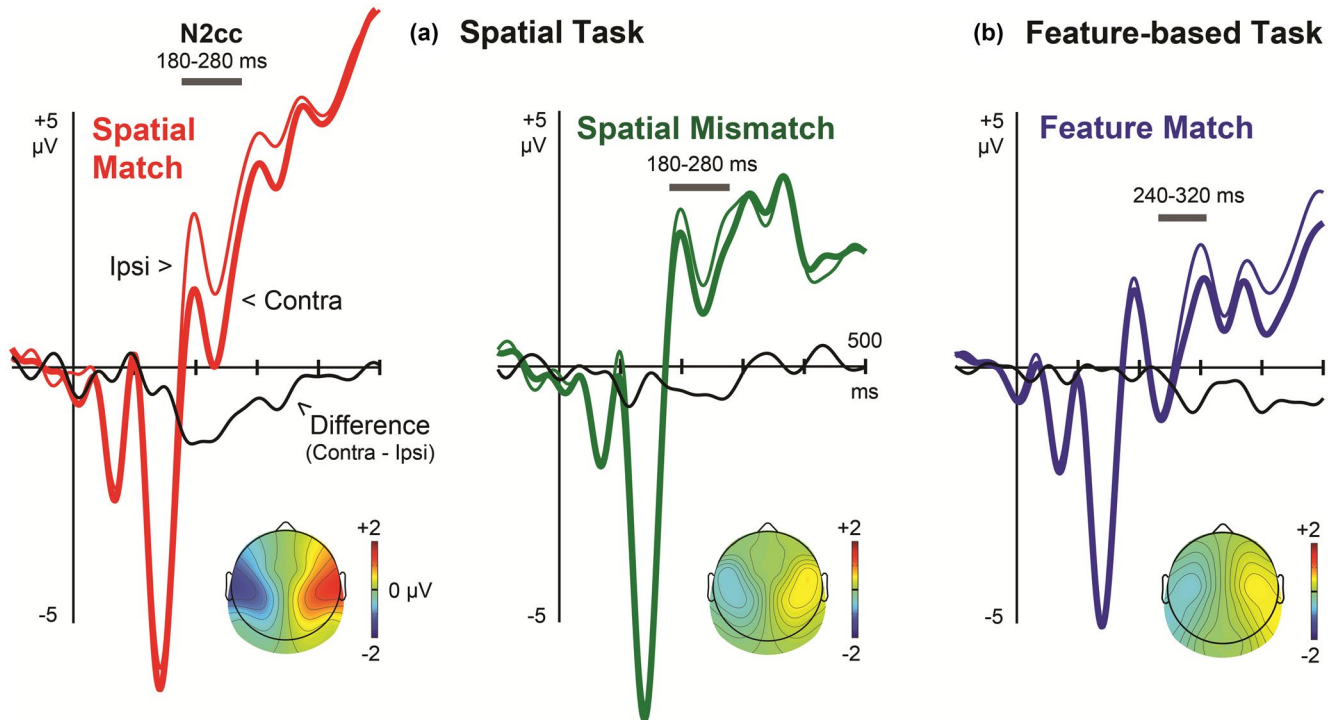 N2cc
180-280 ms
(a) Spatial Task
(b) Feature-based Task
+5
µV
Spatial
Match
Ipsi >
< Contra
Difference
(Contra - Ipsi)
-5
+2
0 µV
-2
+5
µV
Spatial Mismatch
180-280 ms
500
ms
-5
+2
-2
+5
µV
Feature Match
240-320 ms
-5
+2
-2